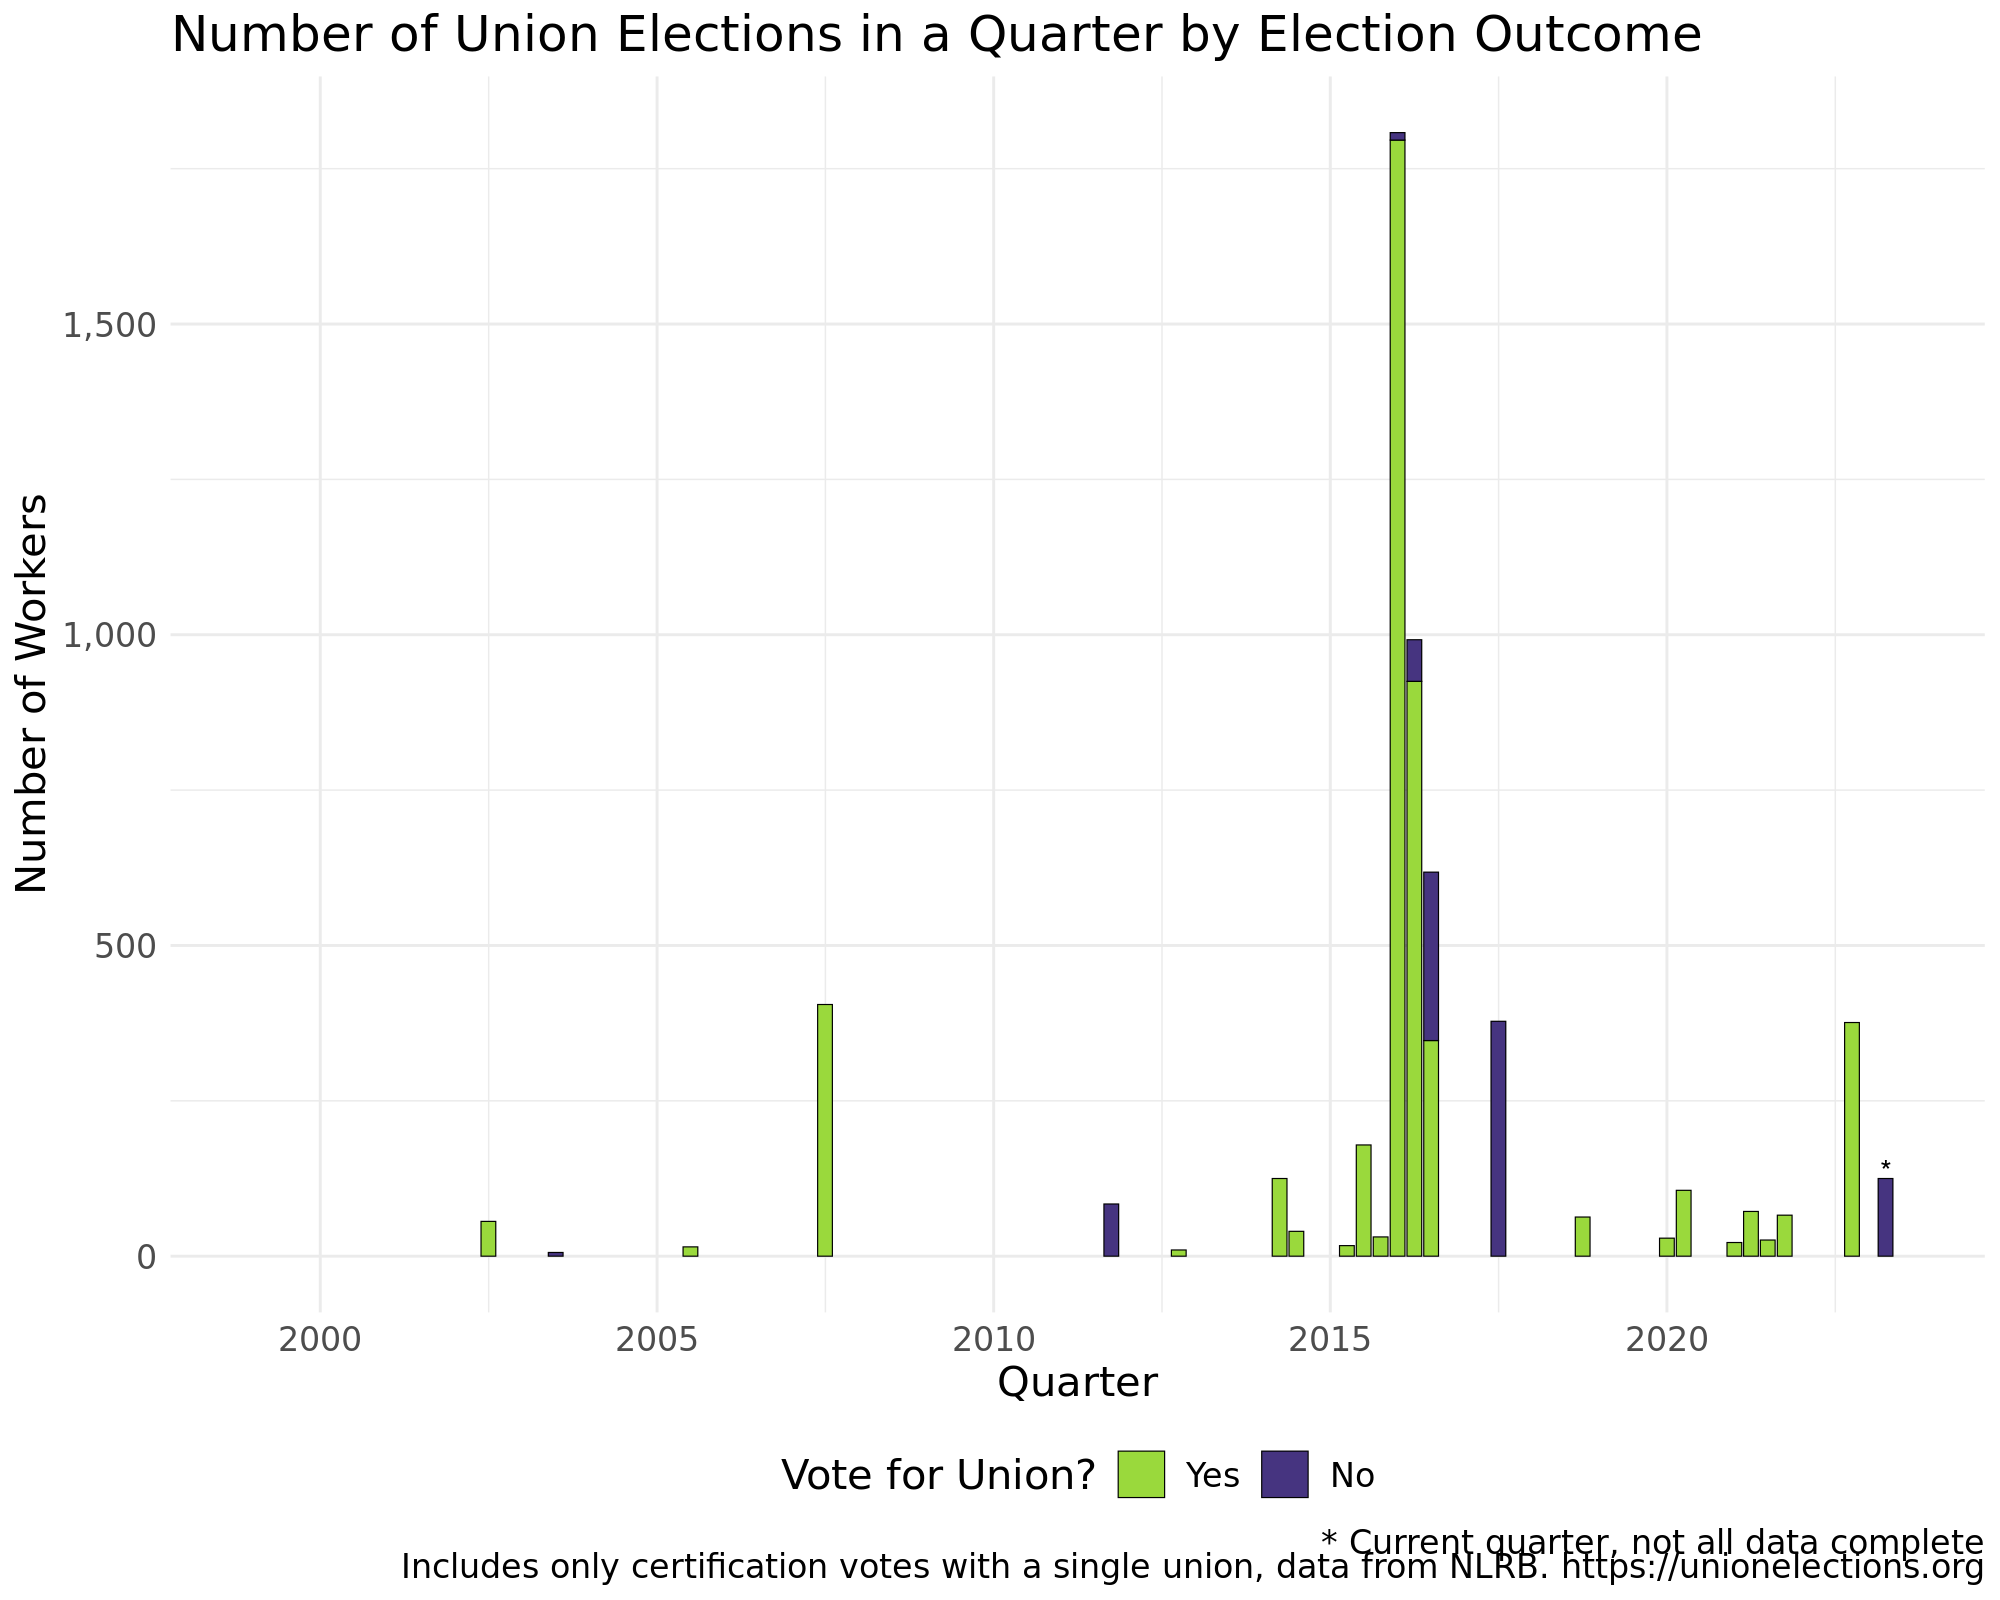 Number of Union Elections in a Quarter by Election Outcome
Number of Workers
1,500
1,000
500
0
*
2000 2005 2010 2015 2020
Quarter
Vote for Union? Yes No
* Current quarter, not all data complete
Includes only certification votes with a single union, data from NLRB. https://unionelections.org